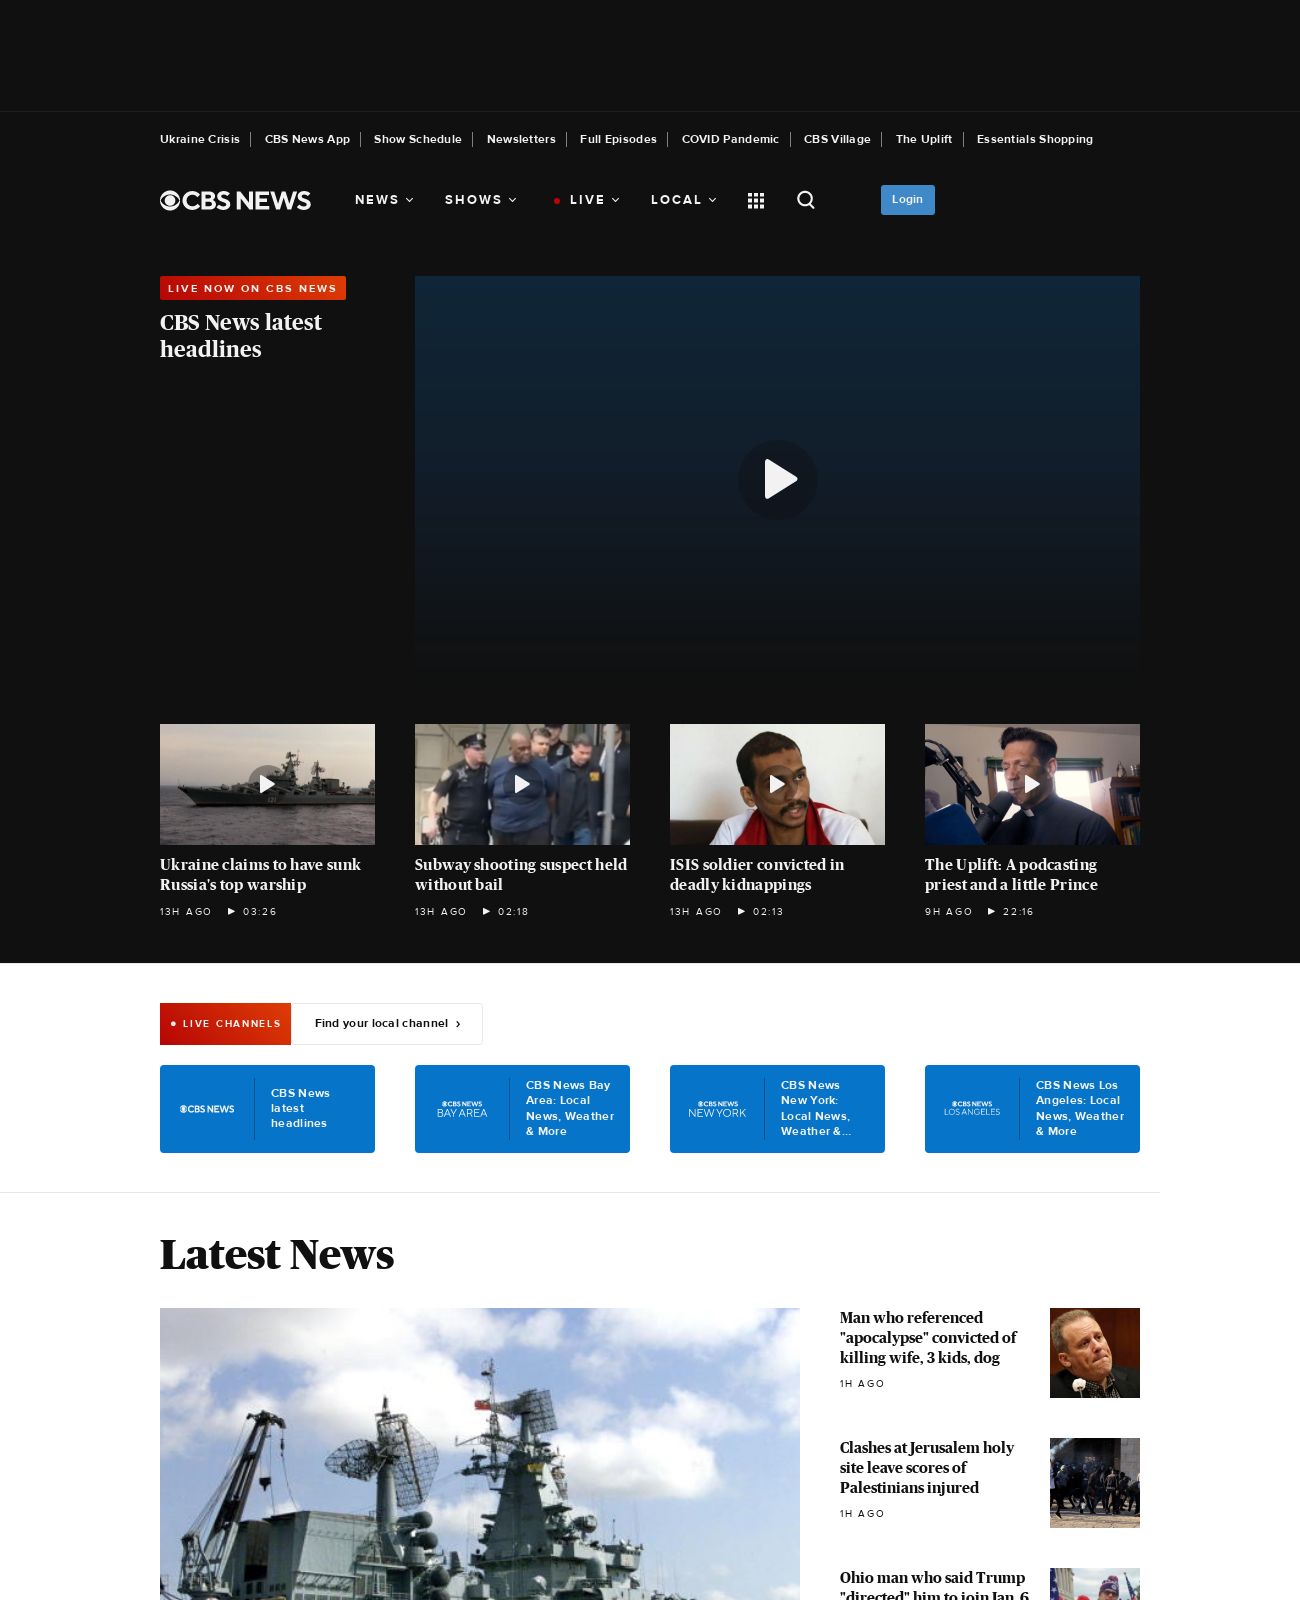 Ukraine Crisis CBS News App Show Schedule Newsletters Full Episodes COVID Pandemic CBS Village The Uplift Essentials Shopping
CBS NEWS NEWS SHOWS LIVE LOCAL Login
LIVE NOW ON CBS NEWS
CBS News latest
headlines
Ukraine claims to have sunk
Russia's top warship
13H AGO 03:26
Subway shooting suspect held
without bail
13H AGO 02:18
ISIS soldier convicted in
deadly kidnappings
13H AGO 02:13
The Uplift: A podcasting
priest and a little Prince
9H AGO 22:16
LIVE CHANNELS
Find your local channel ›
CBS NEWS
CBS News
latest
headlines
CBS NEWS
BAY AREA
CBS News Bay
Area: Local
News, Weather
& More
CBS NEWS
NEW YORK
CBS News
New York:
Local News,
Weather &...
CBS NEWS
LOS ANGELES
CBS News Los
Angeles: Local
News, Weather
& More
Latest News
Man who referenced
"apocalypse" convicted of
killing wife, 3 kids, dog
1H AGO
Clashes at Jerusalem holy
site leave scores of
Palestinians injured
1H AGO
Ohio man who said Trump
"directed" him to join Jan. 6